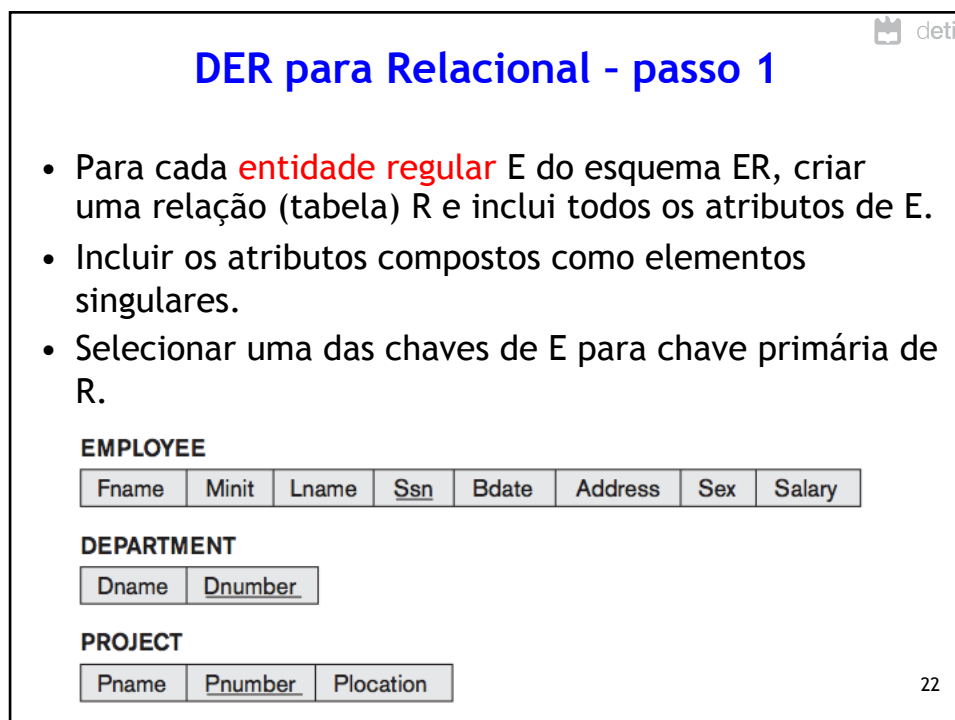 deti
DER para Relacional – passo 1
• Para cada entidade regular E do esquema ER, criar
uma relação (tabela) R e inclui todos os atributos de E.
• Incluir os atributos compostos como elementos
singulares.
• Selecionar uma das chaves de E para chave primária de
R.
EMPLOYEE
Fname Minit Lname Ssn Bdate Address Sex Salary
DEPARTMENT
Dname Dnumber
PROJECT
Pname Pnumber Plocation
22